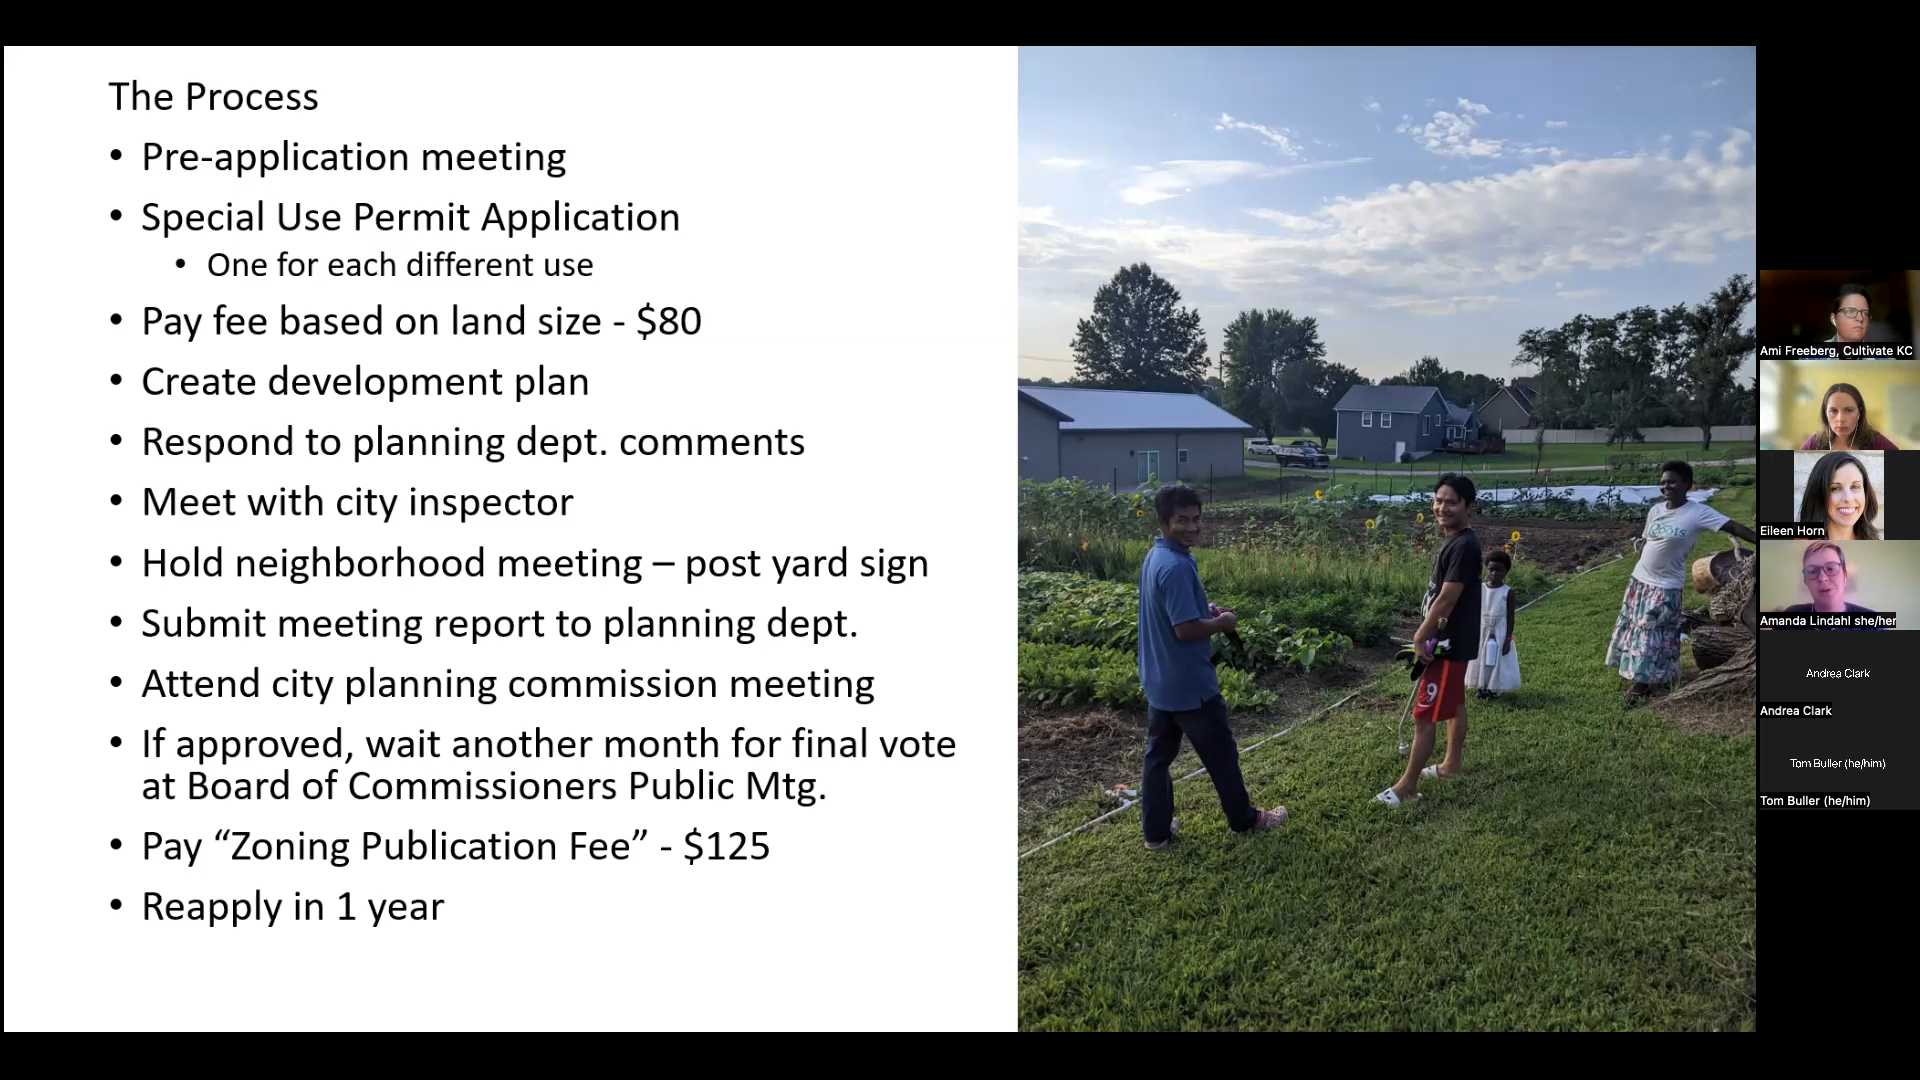 The Process
• Pre-application meeting
• Special Use Permit Application
• One for each different use
• Pay fee based on land size - $80
• Create development plan
• Respond to planning dept. comments
• Meet with city inspector
• Hold neighborhood meeting – post yard sign
• Submit meeting report to planning dept.
• Attend city planning commission meeting
• If approved, wait another month for final vote
at Board of Commissioners Public Mtg.
• Pay “Zoning Publication Fee” - $125
• Reapply in 1 year
Roots
9
Ami Freeberg, Cultivate KC
Eileen Horn
Amanda Lindahl she/her
Andrea Clark
Andrea Clark
Tom Buller (he/him)
Tom Buller (he/him)